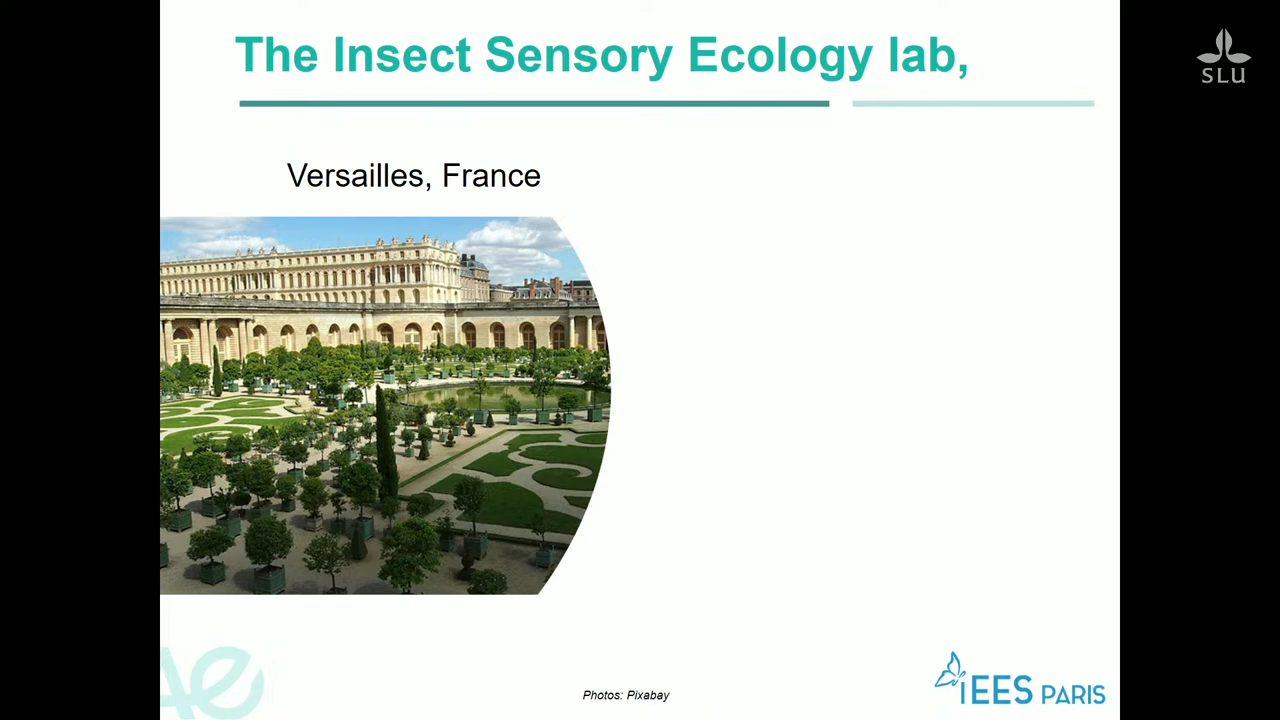 The Insect Sensory Ecology lab,
SLU
Versailles, France
Photos: Pixabay
iEES PARIS